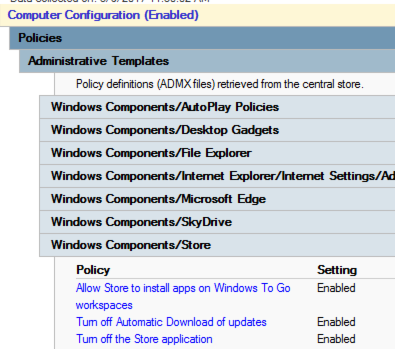 Computer Configuration (Enabled)
Policies
Administrative Templates
Policy definitions (ADMX files) retrieved from the central store.
Windows Components/AutoPlay Policies
Windows Components/Desktop Gadgets
Windows Components/File Explorer
Windows Components/Internet Explorer/Internet Settings/Ad
Windows Components/Microsoft Edge
Windows Components/SkyDrive
Windows Components/Store
Policy Setting
Allow Store to install apps on Windows To Go Enabled
workspaces
Turn off Automatic Download of updates Enabled
Turn off the Store application Enabled